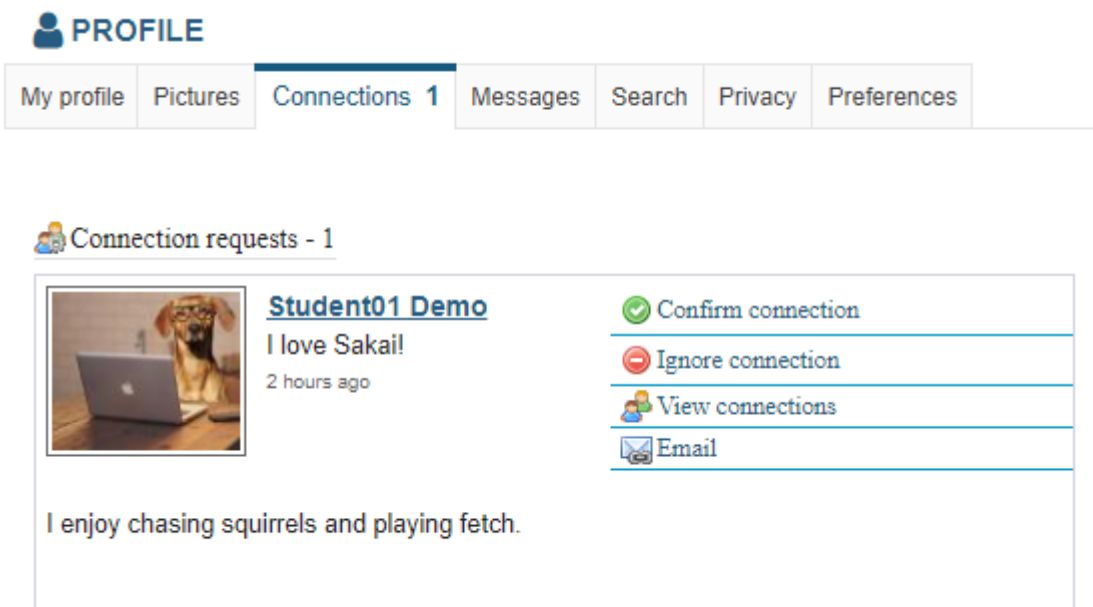 PROFILE
My profile Pictures Connections 1 Messages Search Privacy Preferences
Connection requests - 1
Student01 Demo
I love Sakai!
2 hours ago
Confirm connection
Ignore connection
View connections
Email
I enjoy chasing squirrels and playing fetch.